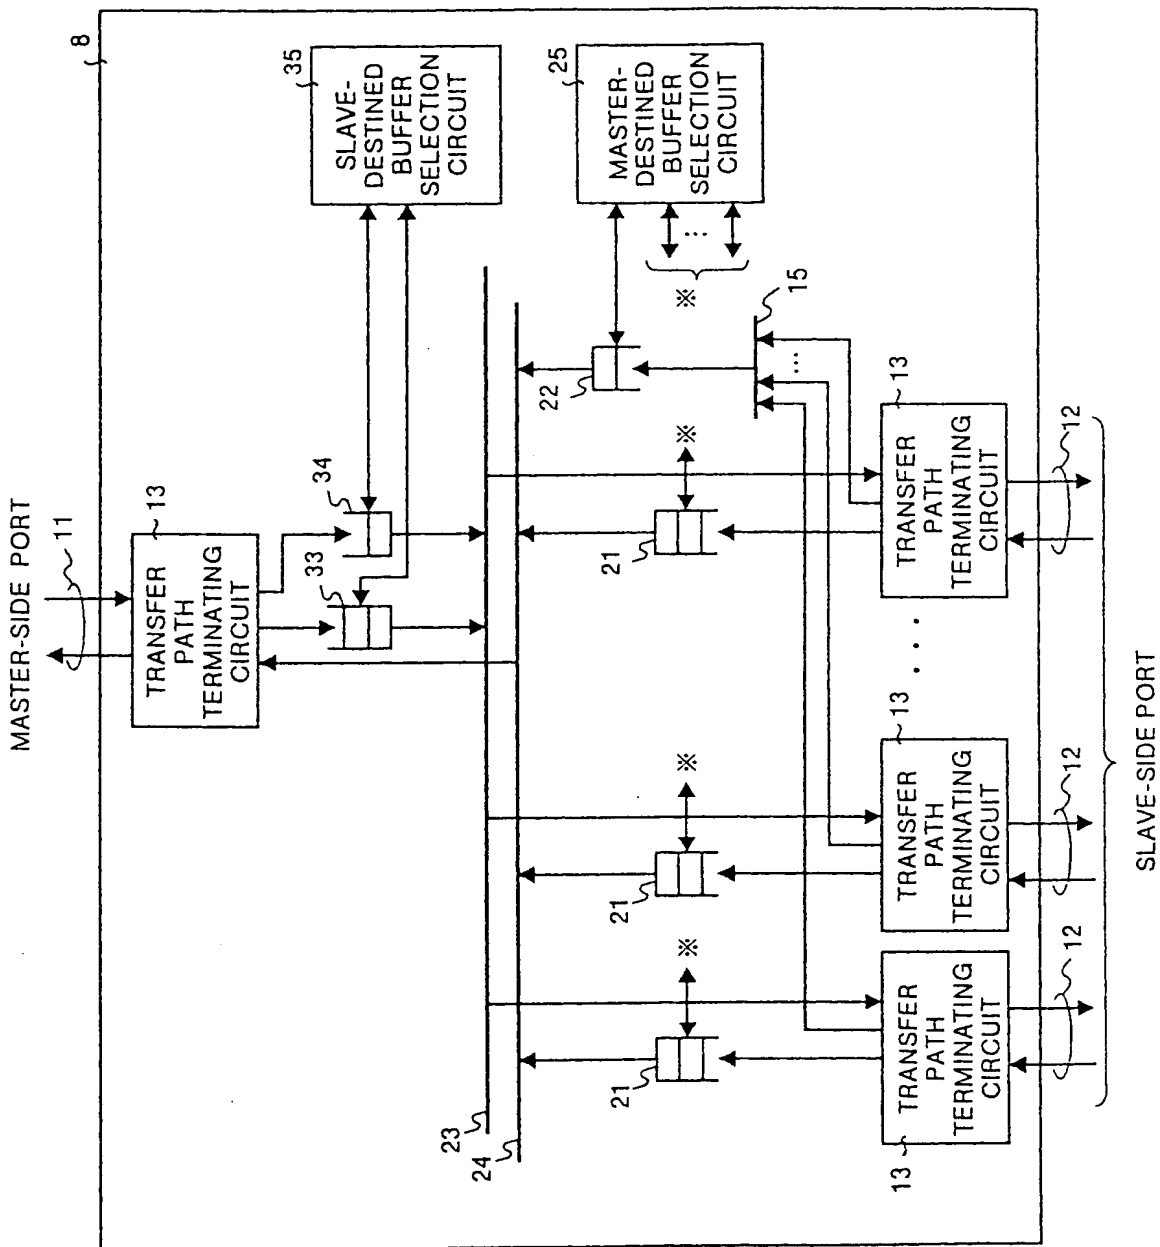 MASTER-SIDE PORT
11
8
13
TRANSFER
PATH
TERMINATING
CIRCUIT
33
34
35
SLAVE-
DESTINED
BUFFER
SELECTION
CIRCUIT
23
24
25
MASTER-
DESTINED
BUFFER
SELECTION
CIRCUIT
...
※
22
21
※
21
※
21
※
15
...
13
TRANSFER
PATH
TERMINATING
CIRCUIT
12
13
TRANSFER
PATH
TERMINATING
CIRCUIT
12
. . . .
13
TRANSFER
PATH
TERMINATING
CIRCUIT
12
SLAVE-SIDE PORT